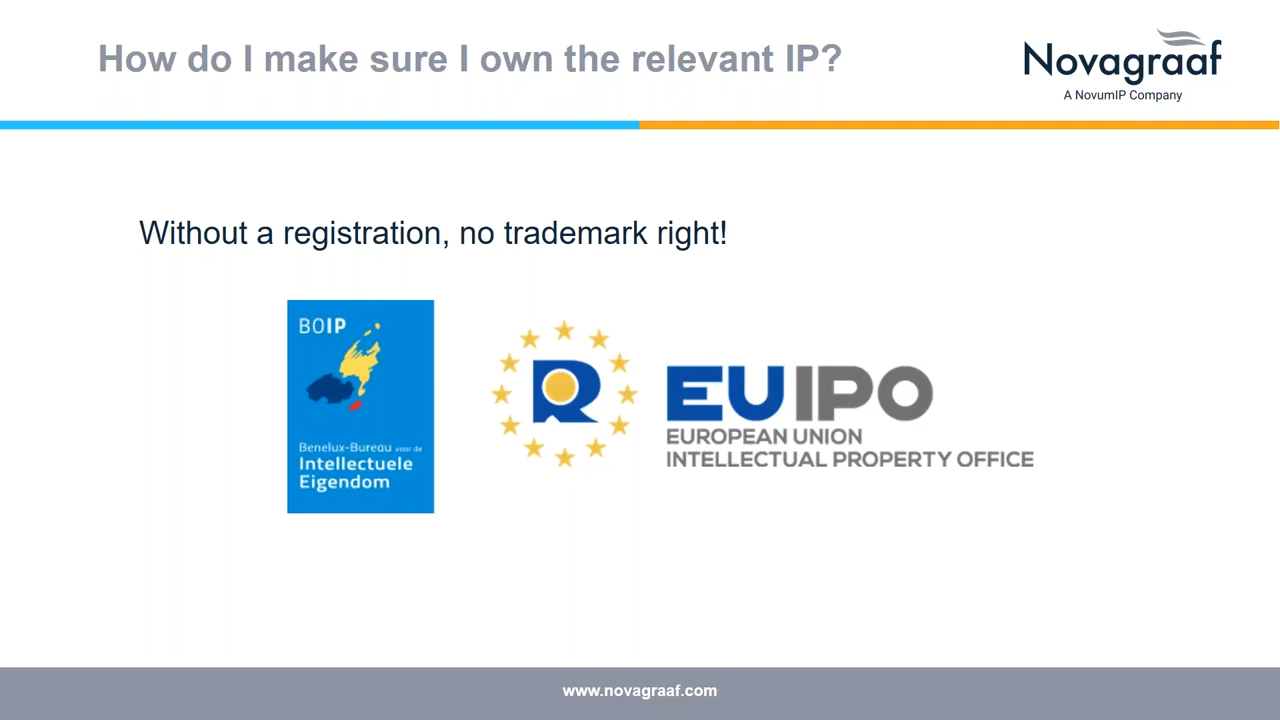 How do I make sure I own the relevant IP?
Novagraaf
A NovumIP Company
Without a registration, no trademark right!
BOIP
Benelux-Bureau voor de
Intellectuele
Eigendom
R
EUIPO
EUROPEAN UNION
INTELLECTUAL PROPERTY OFFICE
www.novagraaf.com